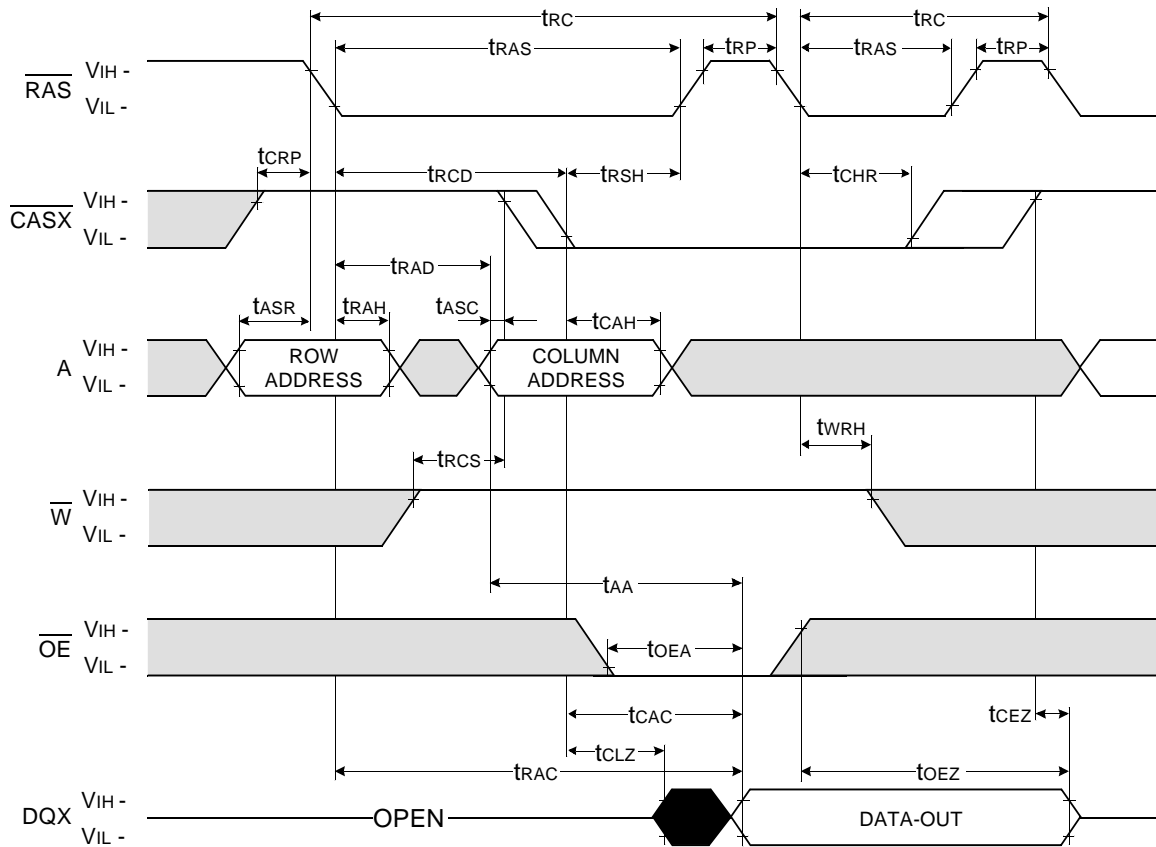 tRC tRC
tRAS tRP tRAS tRP
RAS VIH -
VIL -
tCRP tRCD tRSH tCHR
CASX VIH -
VIL -
tRAD
tASR tRAH tASC tCAH
A VIH -
VIL -
ROW
ADDRESS
COLUMN
ADDRESS
tWRH
tRCS
W VIH -
VIL -
tAA
OE VIH -
VIL -
tOEA
tCAC tCEZ
tCLZ
tRAC tOEZ
DQX VIH -
VIL -
OPEN DATA-OUT